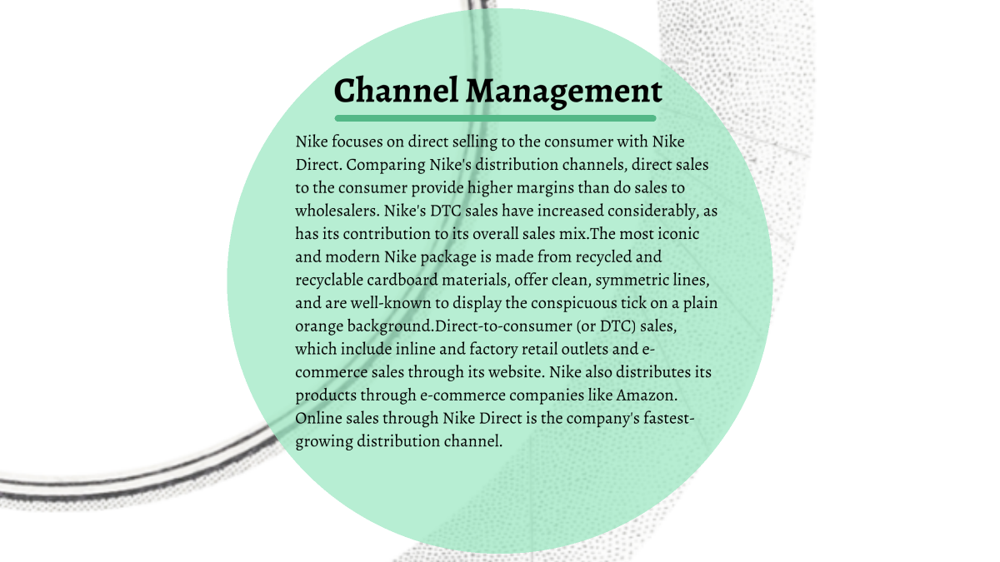 Channel Management
Nike focuses on direct selling to the consumer with Nike
Direct. Comparing Nike's distribution channels, direct sales
to the consumer provide higher margins than do sales to
wholesalers. Nike's DTC sales have increased considerably, as
has its contribution to its overall sales mix.The most iconic
and modern Nike package is made from recycled and
recyclable cardboard materials, offer clean, symmetric lines,
and are well-known to display the conspicuous tick on a plain
orange background.Direct-to-consumer (or DTC) sales,
which include inline and factory retail outlets and e-
commerce sales through its website. Nike also distributes its
products through e-commerce companies like Amazon.
Online sales through Nike Direct is the company's fastest-
growing distribution channel.